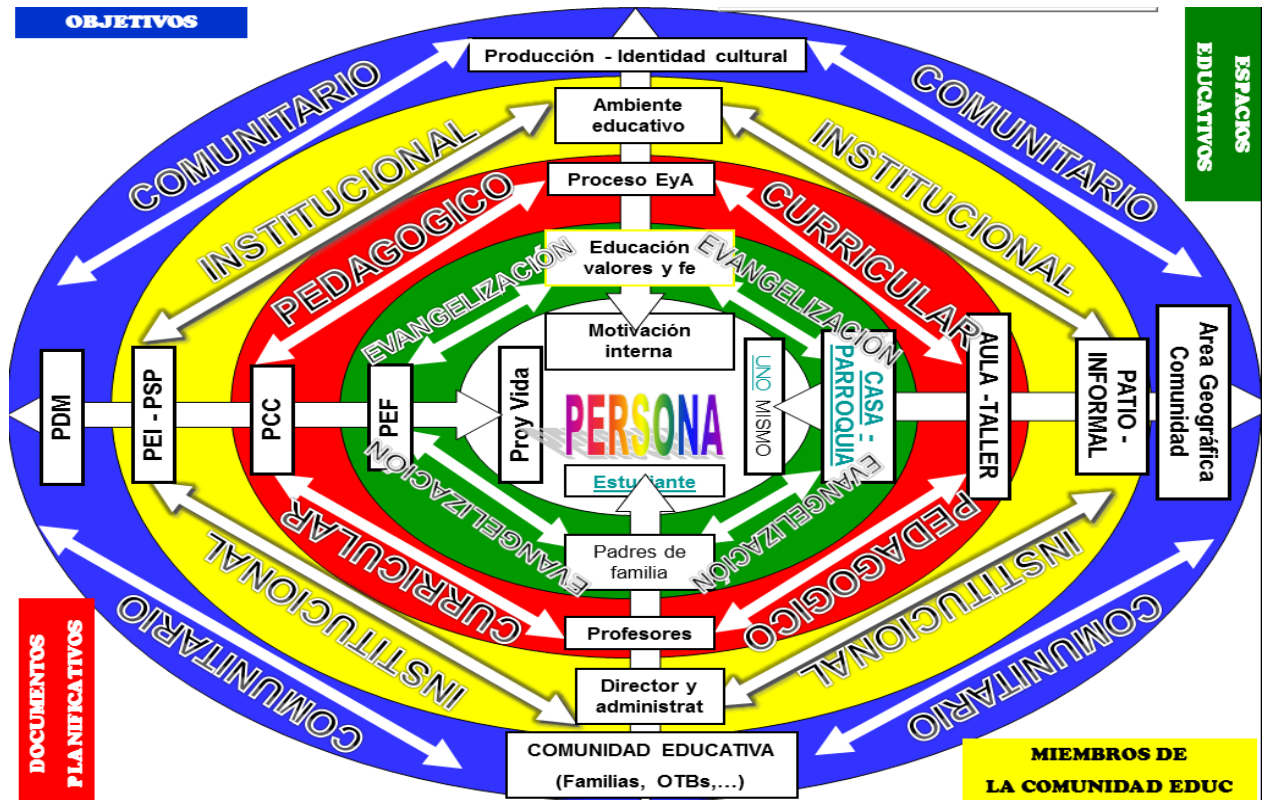 OBJETIVOS
ESPACIOS
EDUCATIVOS
Producción - Identidad cultural
COMUNITARIO
COMUNITARIO
Ambiente
educativo
INSTITUCIONAL
INSTITUCIONAL
Proceso EyA
PEDAGOGICO
CURRICULAR
Educación
valores y fe
EVANGELIZACIÓN
EVANGELIZACIÓN
Motivación
interna
PDM
PEI - PSP
PCC
PEF
Proy Vida
PERSONA
Estudiante
UNO MISMO
CASA -
PARROQUIA
AULA -TALLER
PATIO -
INFORMAL
Area Geográfica
Comunidad
EVANGELIZACIÓN
EVANGELIZACIÓN
Padres de
familia
CURRICULAR
PEDAGOGICO
Profesores
INSTITUCIONAL
INSTITUCIONAL
Director y
administrat
COMUNITARIO
COMUNITARIO
COMUNIDAD EDUCATIVA
(Familias, OTBs,...)
DOCUMENTOS
PLANIFICATIVOS
MIEMBROS DE
LA COMUNIDAD EDUC